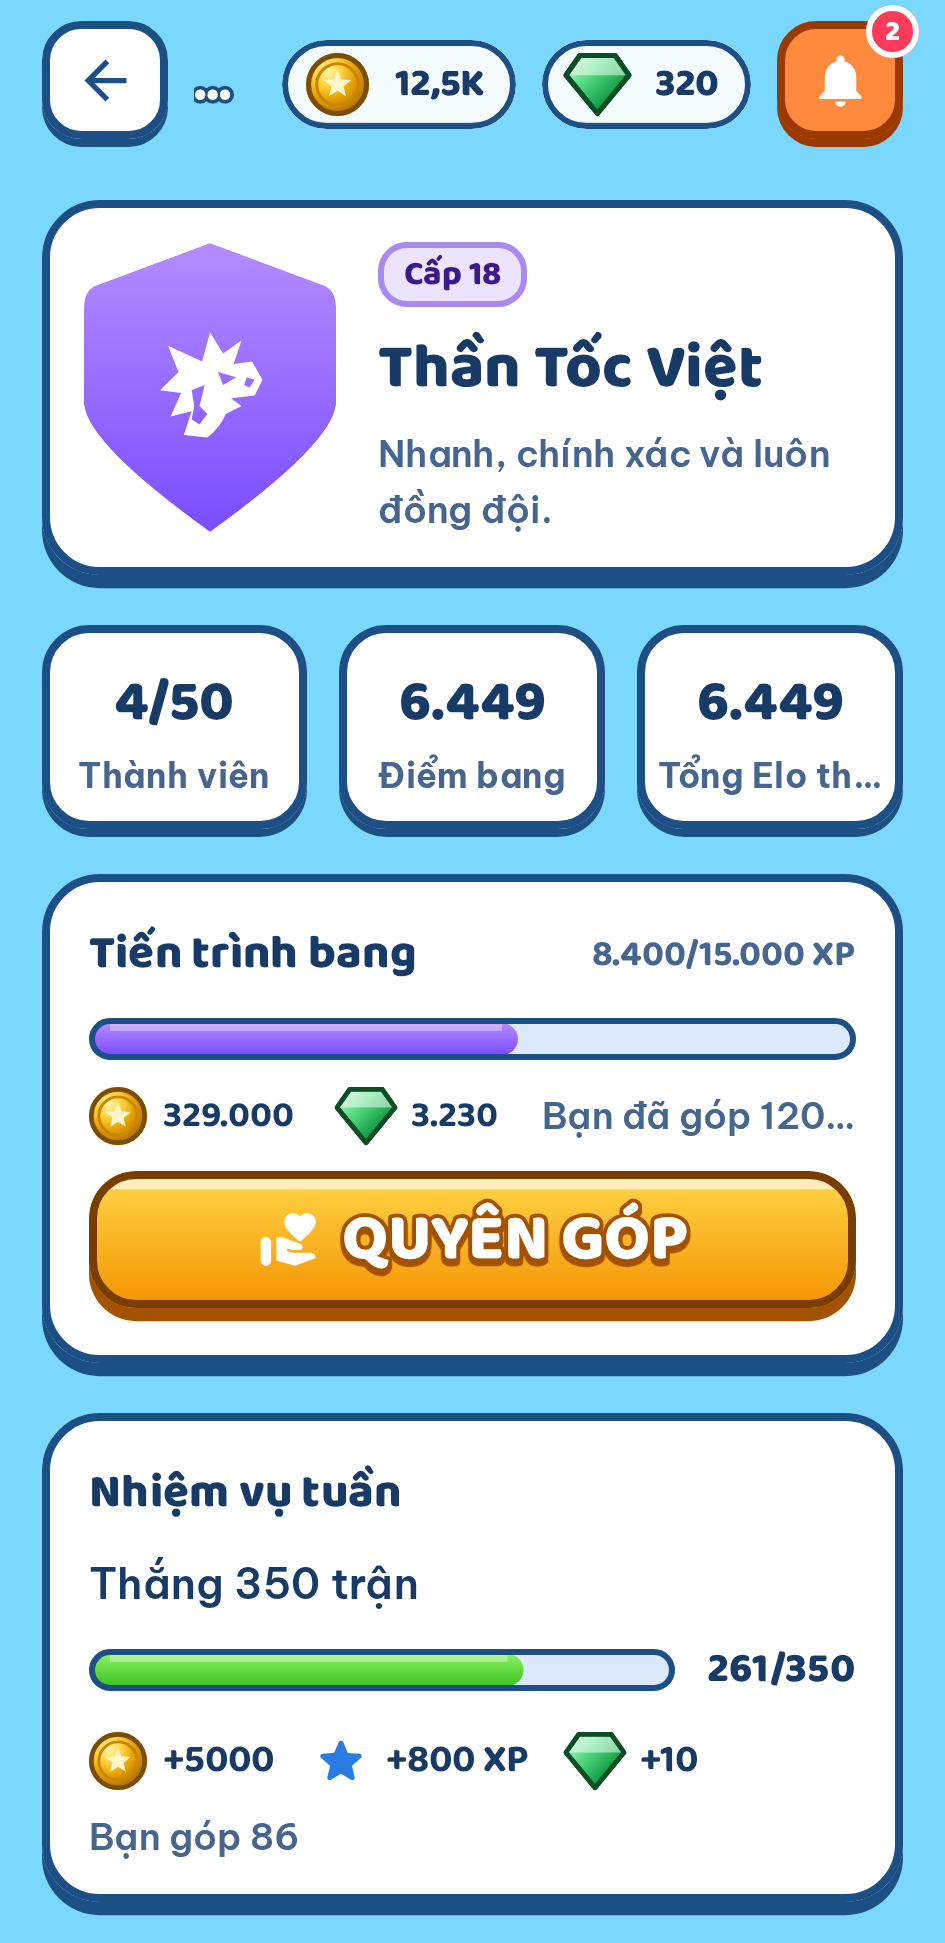 ...
12,5K
320
2
Cấp 18
Thần Tốc Việt
Nhanh, chính xác và luôn
đồng đội.
4/50
6.449
6.449
Thành viên
Điểm bang
Tổng Elo th...
Tiến trình bang
8.400/15.000 XP
329.000
3.230
Bạn đã góp 120...
QUYÊN GÓP
Nhiệm vụ tuần
Thắng 350 trận
261/350
+5000
+800 XP
+10
Bạn góp 86